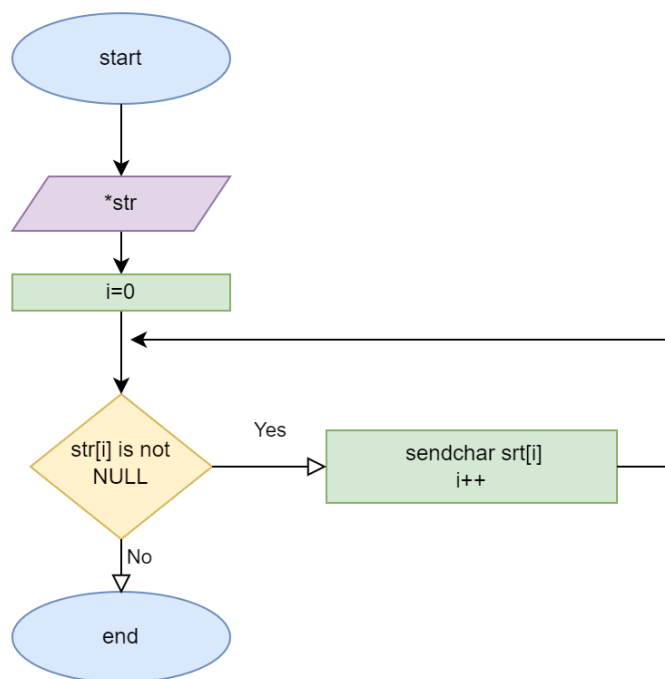 start
*str
i=0
str[i] is not
NULL
Yes
sendchar srt[i]
i++
No
end